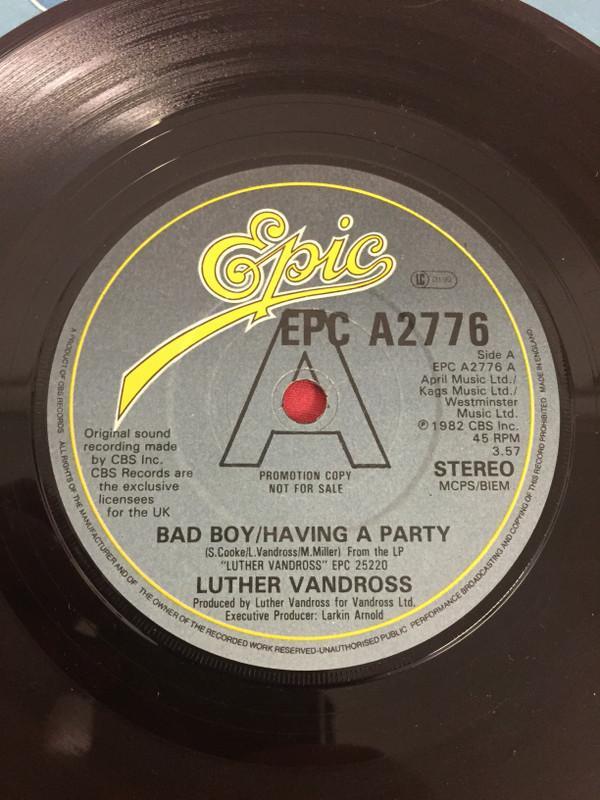 Epic
LC
EPC A2776
A
Side A
EPC A2776 A
April Music Ltd./
Kags Music Ltd./
Westminster
Music Ltd.
℗ 1982 CBS Inc.
45 RPM
3.57
STEREO
MCPS/BIEM
Original sound
recording made
by CBS Inc.
CBS Records are
the exclusive
licensees
for the UK
PROMOTION COPY
NOT FOR SALE
BAD BOY/HAVING A PARTY
(S.Cooke/L.Vandross/M.Miller) From the LP
"LUTHER VANDROSS" EPC 25220
LUTHER VANDROSS
Produced by Luther Vandross for Vandross Ltd.
Executive Producer: Larkin Arnold
A PRODUCT OF CBS RECORDS ALL RIGHTS OF THE MANUFACTURER AND OF THE OWNER OF THE RECORDED WORK RESERVED-UNAUTHORISED PUBLIC PERFORMANCE BROADCASTING AND COPYING OF THIS RECORD PROHIBITED MADE IN ENGLAND